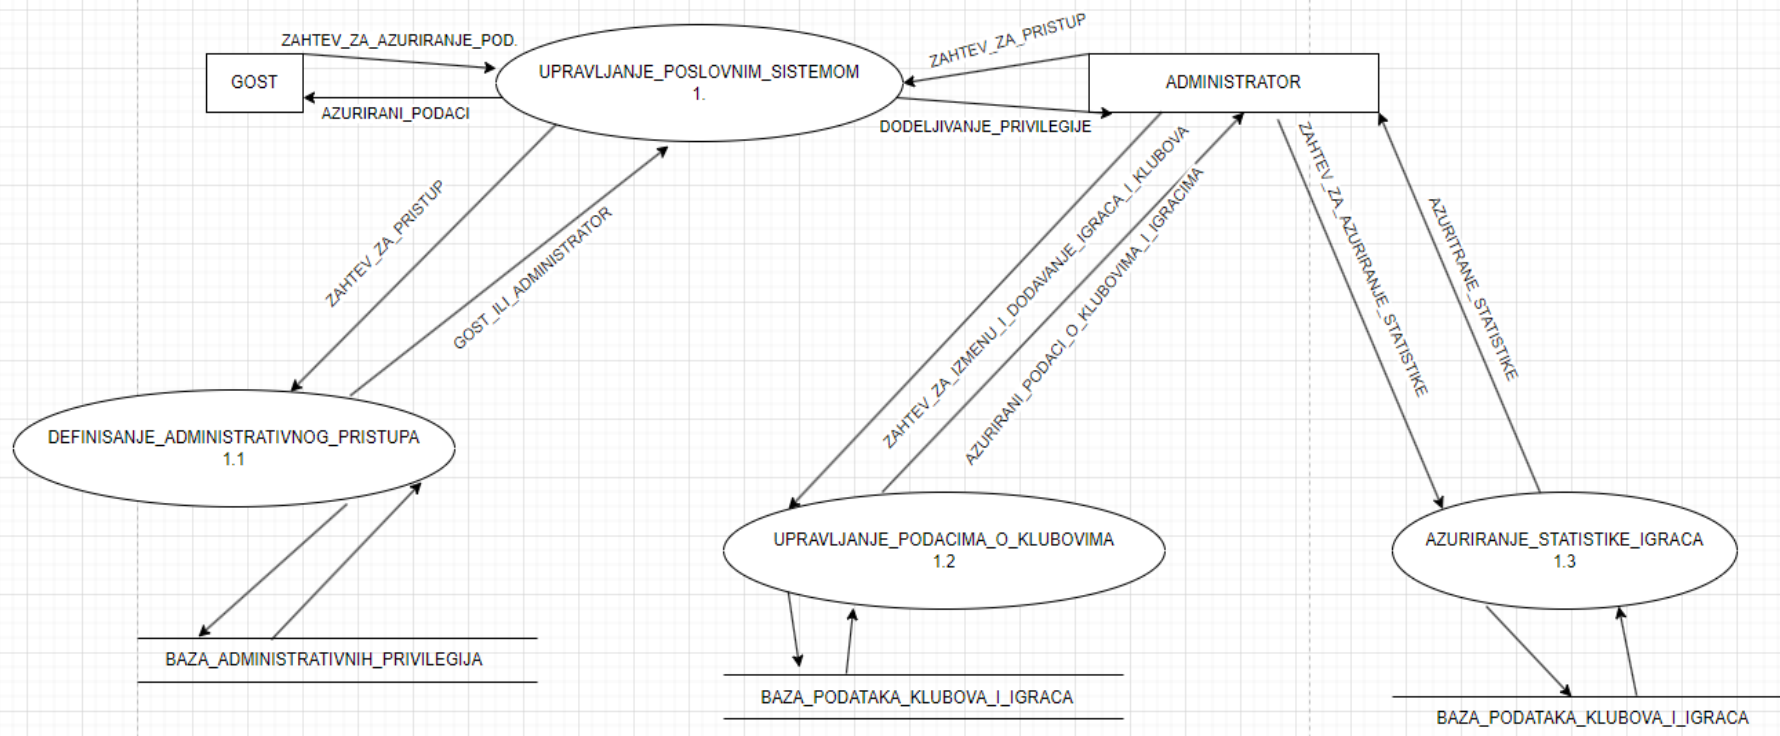 ZAHTEV_ZA_AZURIRANJE_POD.
GOST
AZURIRANI_PODACI
UPRAVLJANJE_POSLOVNIM_SISTEMOM
1.
ZAHTEV_ZA_PRISTUP
ADMINISTRATOR
DODELJIVANJE_PRIVILEGIJE
ZAHTEV_ZA_PRISTUP
GOST_ILI_ADMINISTRATOR
ZAHTEV_ZA_IZMENU_I_DODAVANJE_IGRACA_I_KLUBOVA
AZURIRANI_PODACI_O_KLUBOVIMA_I_IGRACIMA
ZAHTEV_ZA_AZURIRANJE_STATISTIKE
AZURITRANE_STATISTIKE
DEFINISANJE_ADMINISTRATIVNOG_PRISTUPA
1.1
UPRAVLJANJE_PODACIMA_O_KLUBOVIMA
1.2
AZURIRANJE_STATISTIKE_IGRACA
1.3
BAZA_ADMINISTRATIVNIH_PRIVILEGIJA
BAZA_PODATAKA_KLUBOVA_I_IGRACA
BAZA_PODATAKA_KLUBOVA_I_IGRACA